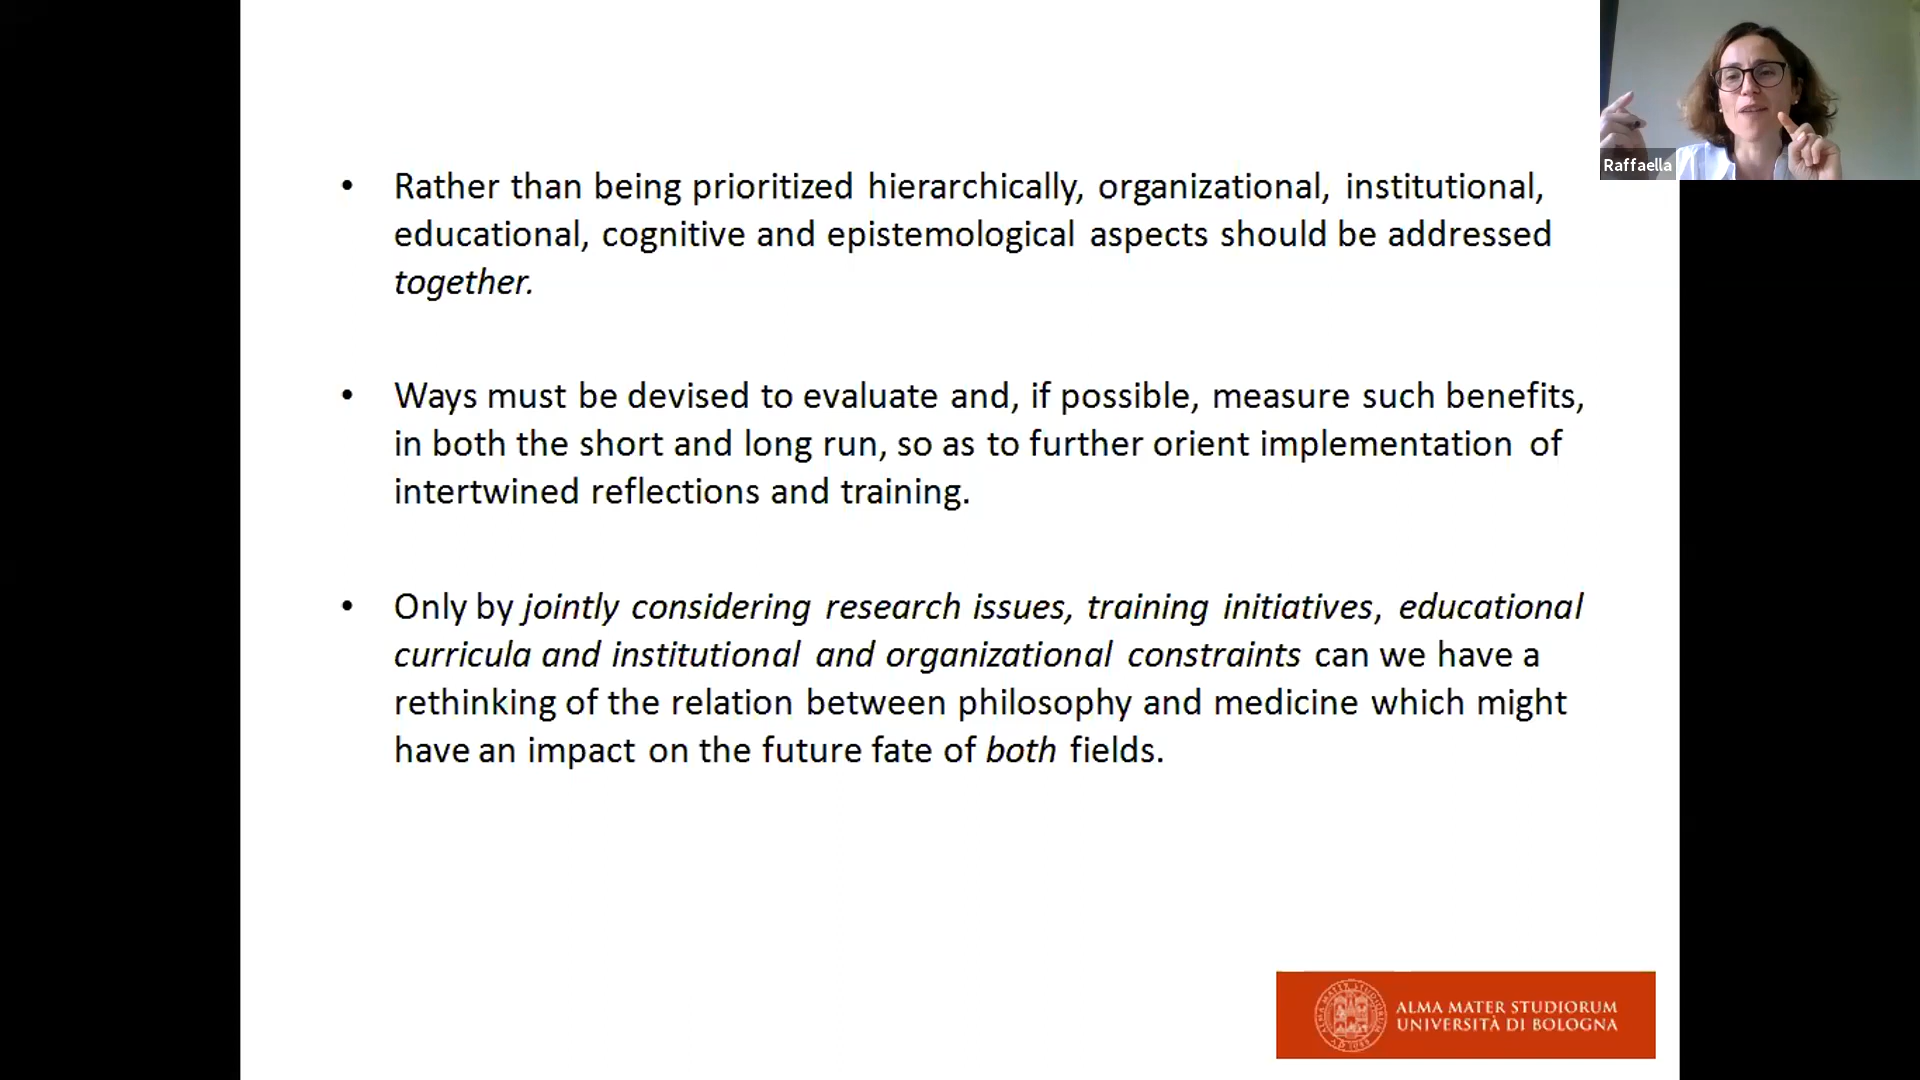 • Rather than being prioritized hierarchically, organizational, institutional,
educational, cognitive and epistemological aspects should be addressed
together.
• Ways must be devised to evaluate and, if possible, measure such benefits,
in both the short and long run, so as to further orient implementation of
intertwined reflections and training.
• Only by jointly considering research issues, training initiatives, educational
curricula and institutional and organizational constraints can we have a
rethinking of the relation between philosophy and medicine which might
have an impact on the future fate of both fields.
Raffaella
ALMA MATER STUDIORUM
UNIVERSITÀ DI BOLOGNA